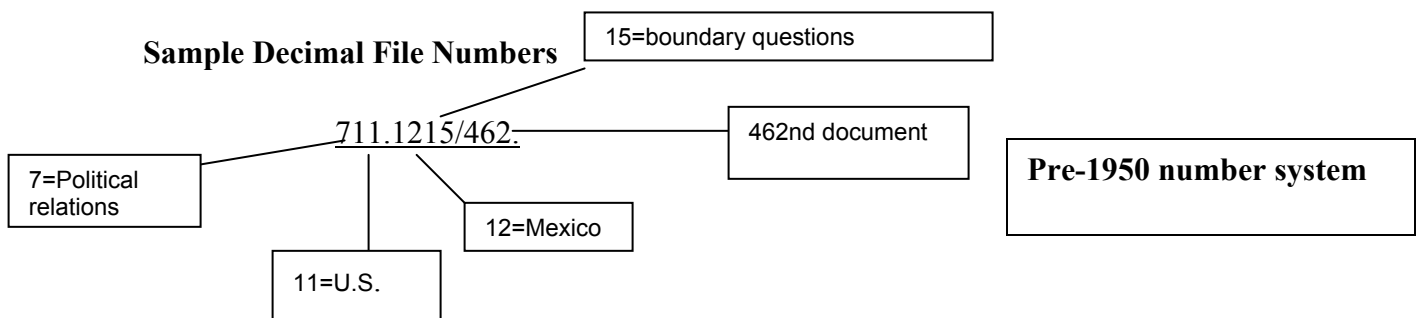 15=boundary questions
Sample Decimal File Numbers
711.1215/462.
462nd document
Pre-1950 number system
7=Political
relations
12=Mexico
11=U.S.